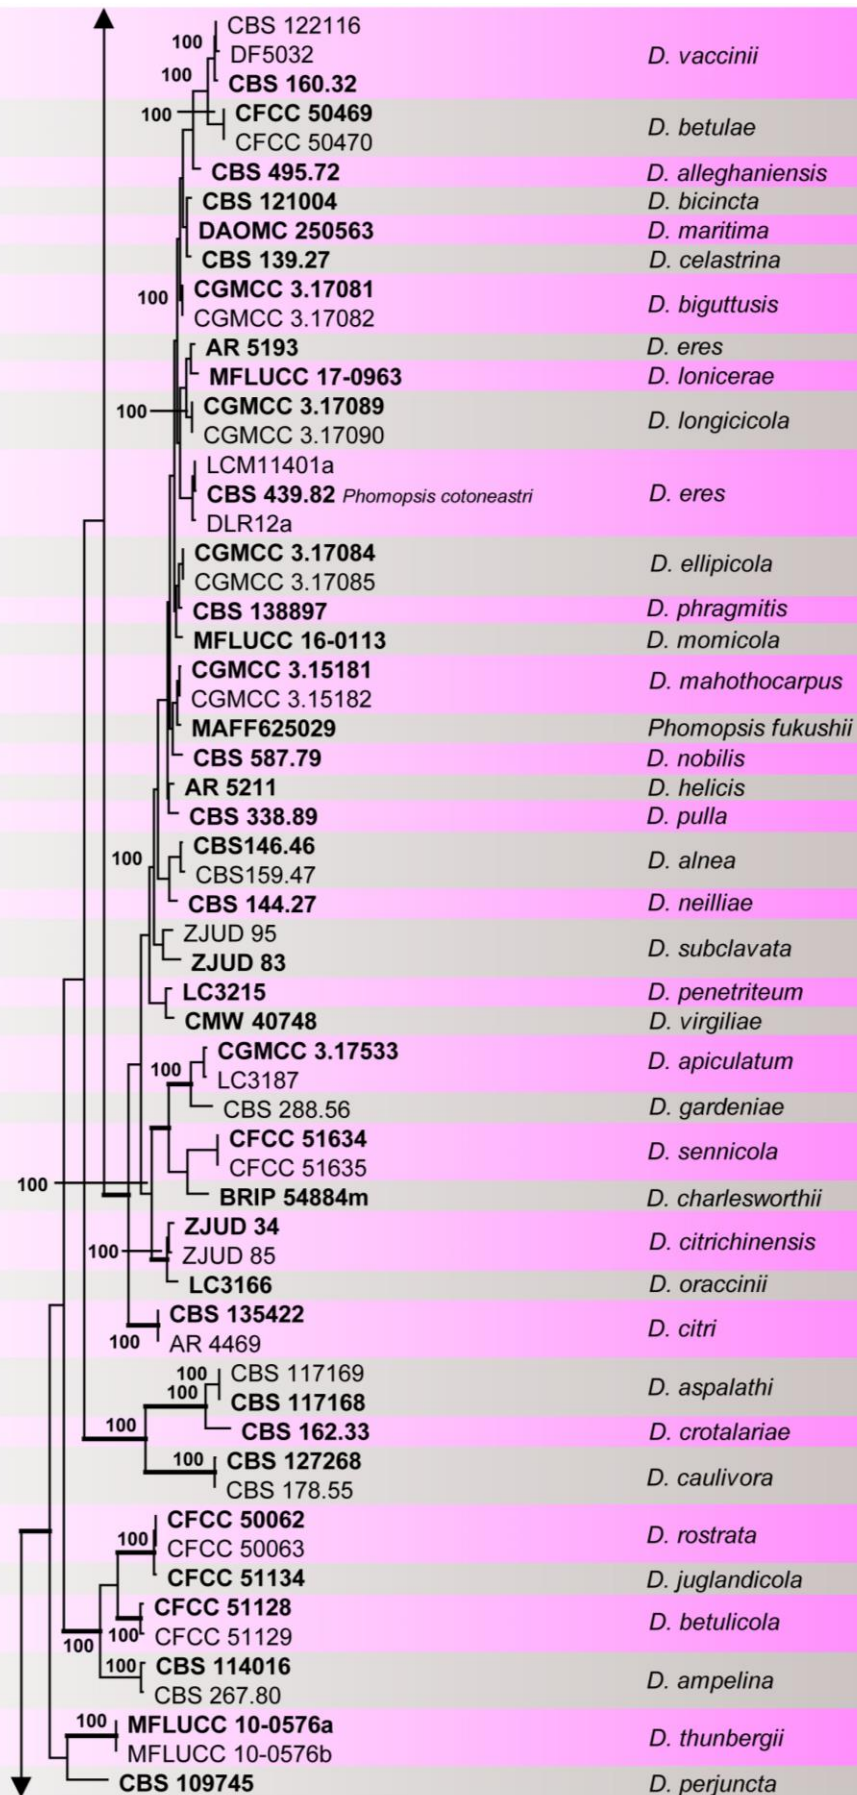 CBS 122116
100
DF5032
D. vaccinii
100
CBS 160.32
CFCC 50469
100
D. betulae
CFCC 50470
CBS 495.72 D. alleghaniensis
CBS 121004 D. bicincta
DAOMC 250563 D. maritima
CBS 139.27 D. celastrina
CGMCC 3.17081
100
D. biguttusis
CGMCC 3.17082
AR 5193 D. eres
MFLUCC 17-0963 D. lonicerae
CGMCC 3.17089
100
D. longicicola
CGMCC 3.17090
LCM11401a
CBS 439.82 Phomopsis cotoneastri D. eres
DLR12a
CGMCC 3.17084
D. ellipicola
CGMCC 3.17085
CBS 138897 D. phragmitis
MFLUCC 16-0113 D. momicola
CGMCC 3.15181
D. mahothocarpus
CGMCC 3.15182
MAFF625029 Phomopsis fukushii
CBS 587.79 D. nobilis
AR 5211 D. helicis
CBS 338.89 D. pulla
CBS146.46
100
D. alnea
CBS159.47
CBS 144.27 D. neilliae
ZJUD 95
D. subclavata
ZJUD 83
LC3215 D. penetriteum
CMW 40748 D. virgiliae
CGMCC 3.17533
100
D. apiculatum
LC3187
CBS 288.56 D. gardeniae
CFCC 51634
D. sennicola
CFCC 51635
100
BRIP 54884m D. charlesworthii
ZJUD 34
D. citrichinensis
100
ZJUD 85
LC3166 D. oraccinii
CBS 135422
D. citri
100
AR 4469
100
CBS 117169
D. aspalathi
100
CBS 117168
100
CBS 162.33 D. crotalariae
100
CBS 127268
D. caulivora
CBS 178.55
CFCC 50062
100
D. rostrata
CFCC 50063
CFCC 51134 D. juglandicola
CFCC 51128
D. betulicola
100
100
CFCC 51129
100
CBS 114016
D. ampelina
CBS 267.80
100
MFLUCC 10-0576a
D. thunbergii
MFLUCC 10-0576b
CBS 109745 D. perjuncta